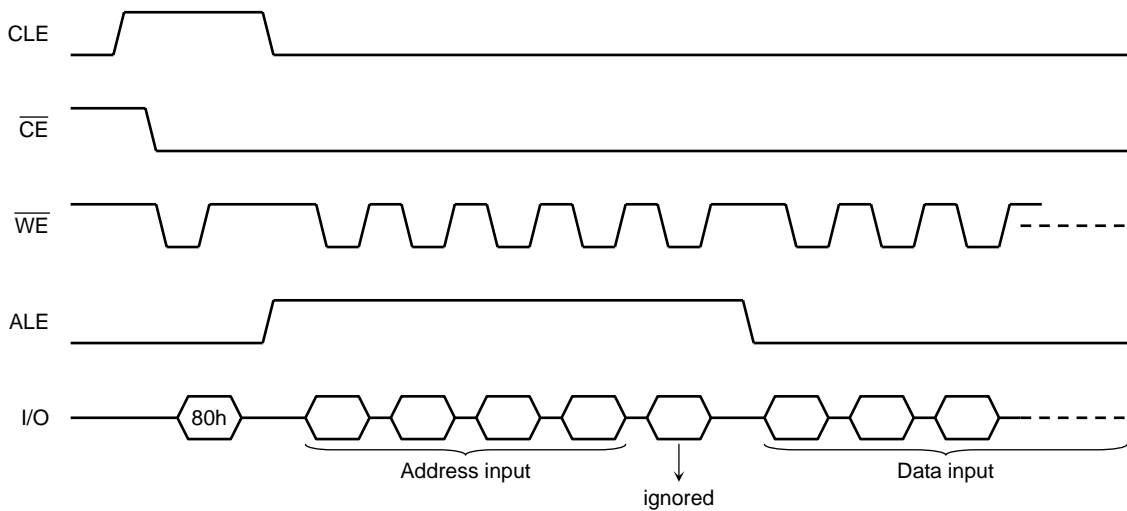 CLE
CE
WE
ALE
I/O
80h
Address input
Data input
ignored